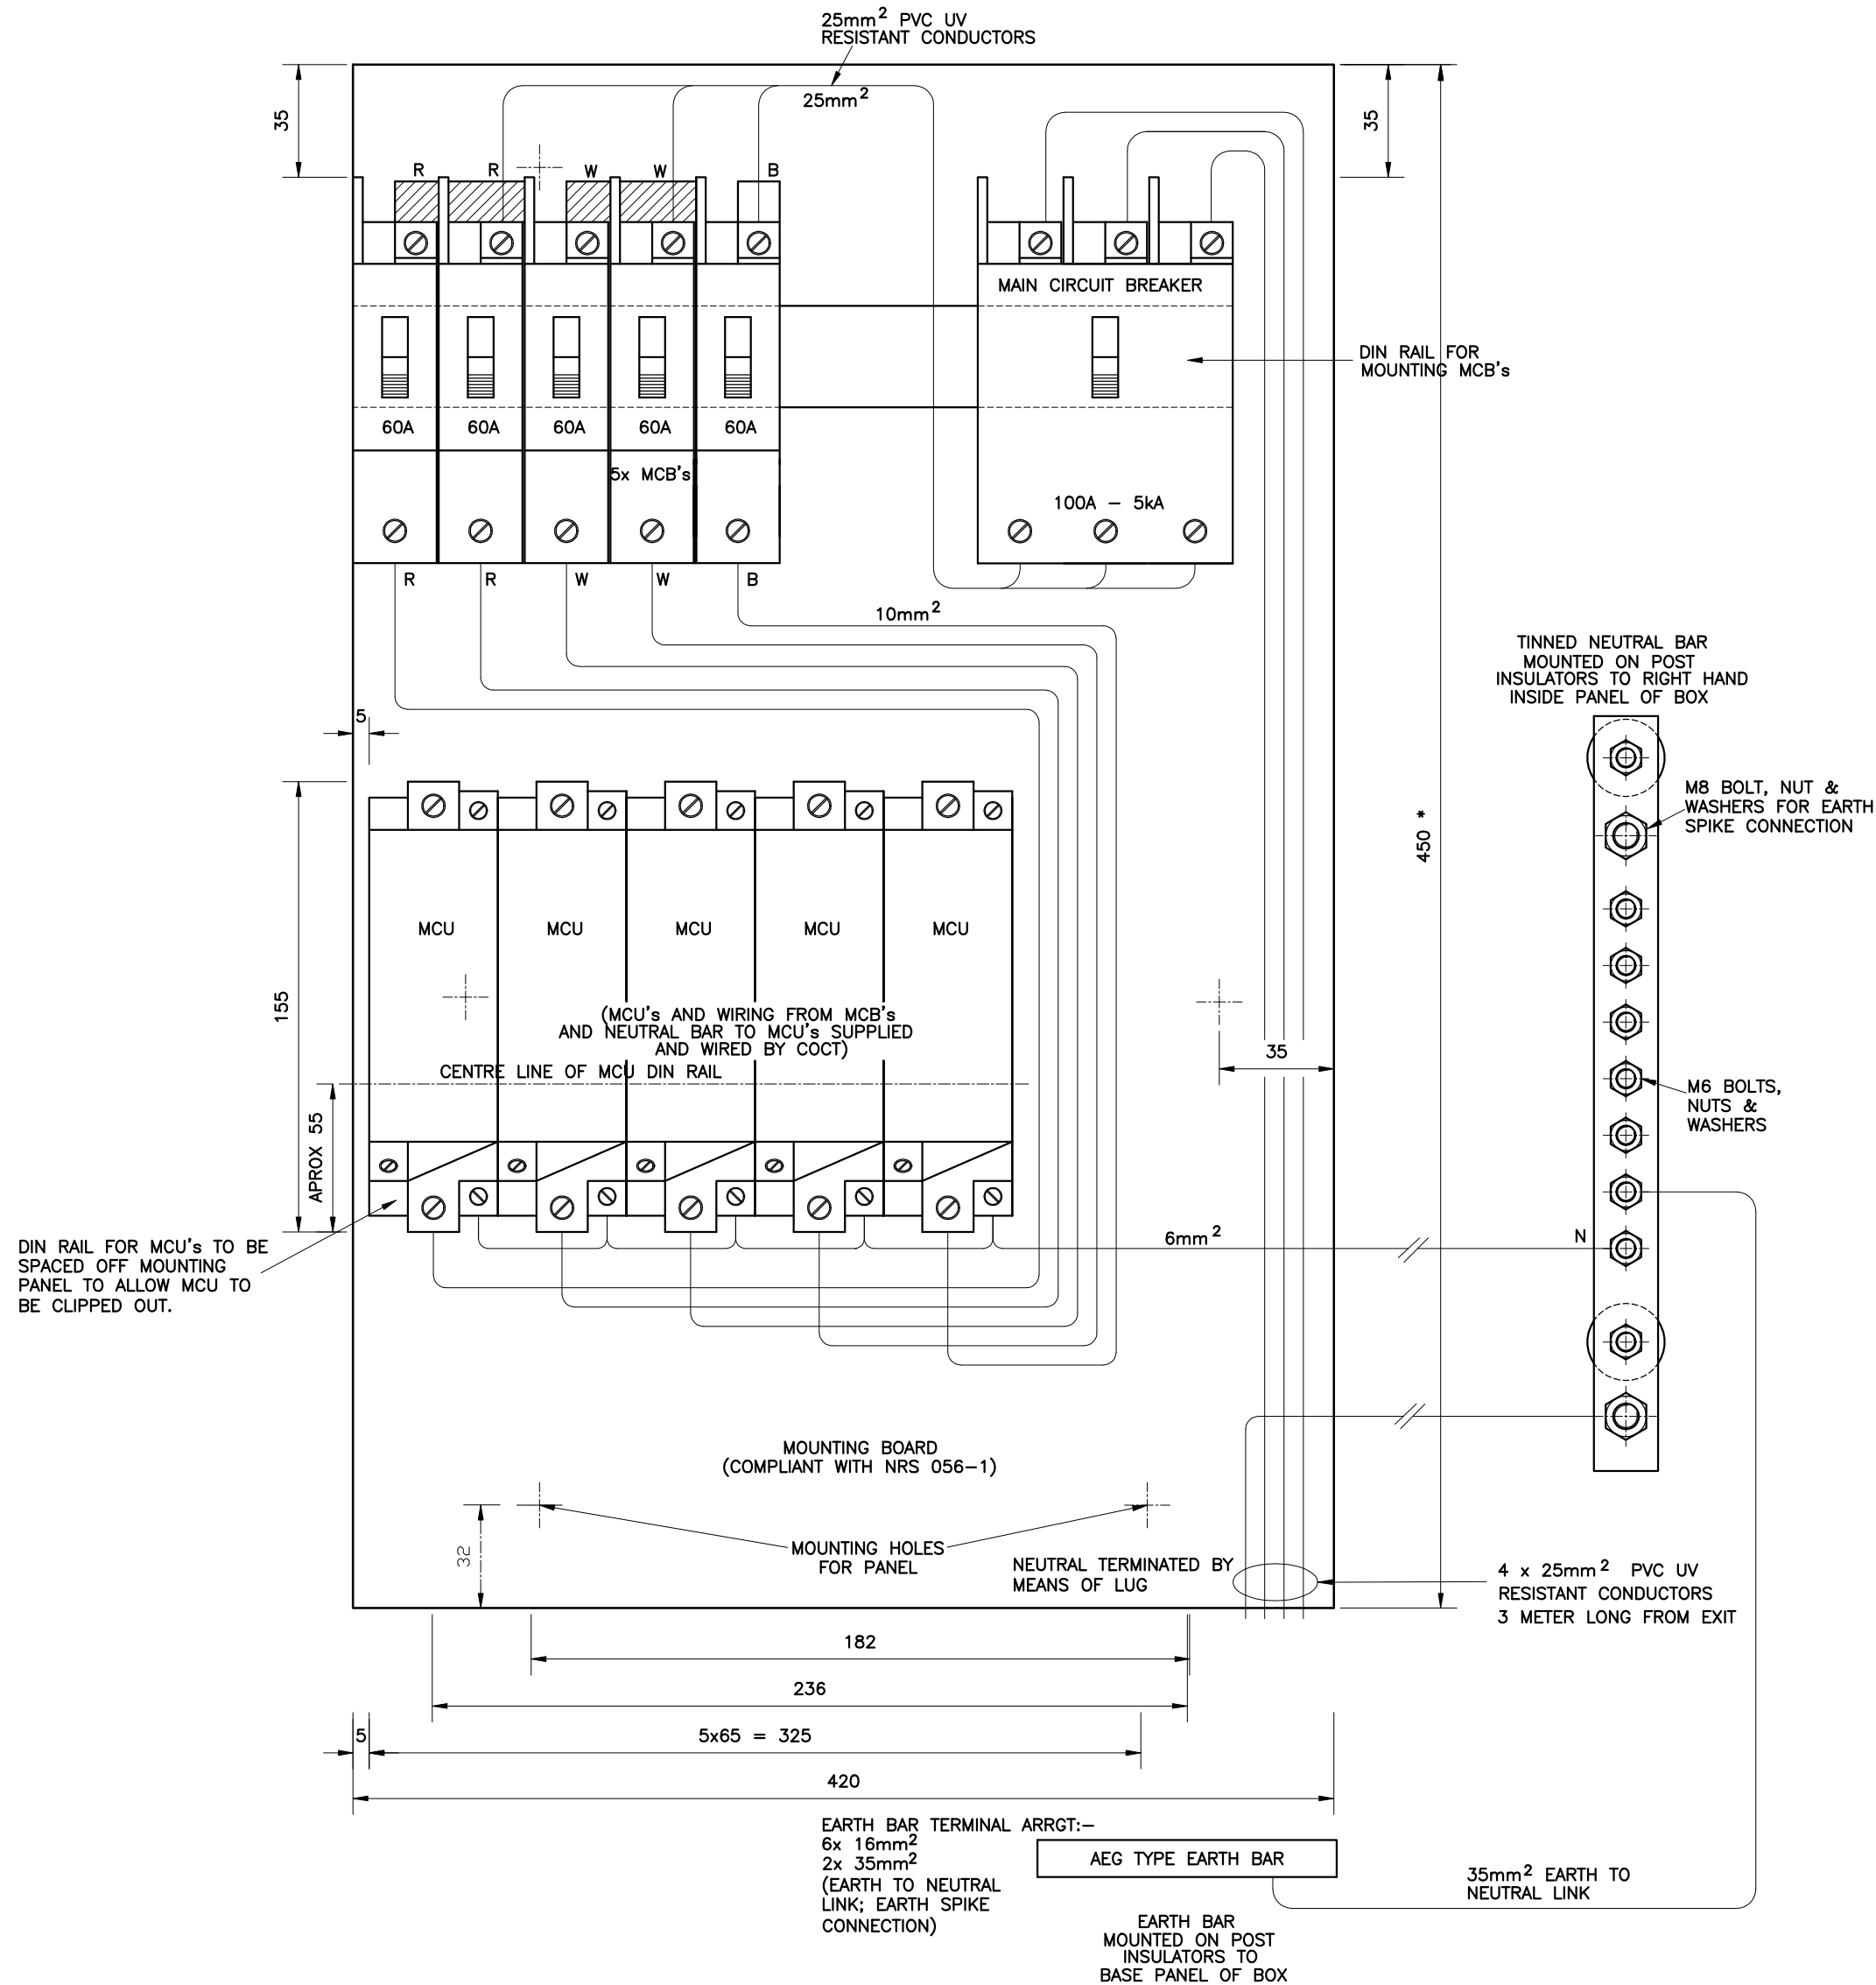 25mm² PVC UV
RESISTANT CONDUCTORS
25mm²
35
35
R
R
W
W
B
MAIN CIRCUIT BREAKER
DIN RAIL FOR
MOUNTING MCB's
60A
60A
60A
60A
60A
5x MCB's
100A – 5kA
R
R
W
W
B
10mm²
TINNED NEUTRAL BAR
MOUNTED ON POST
INSULATORS TO RIGHT HAND
INSIDE PANEL OF BOX
5
M8 BOLT, NUT &
WASHERS FOR EARTH
SPIKE CONNECTION
450 *
MCU
MCU
MCU
MCU
MCU
155
(MCU's AND WIRING FROM MCB's
AND NEUTRAL BAR TO MCU's SUPPLIED
AND WIRED BY COCT)
CENTRE LINE OF MCU DIN RAIL
35
M6 BOLTS,
NUTS &
WASHERS
APROX 55
DIN RAIL FOR MCU's TO BE
SPACED OFF MOUNTING
PANEL TO ALLOW MCU TO
BE CLIPPED OUT.
6mm²
N
MOUNTING BOARD
(COMPLIANT WITH NRS 056–1)
32
MOUNTING HOLES
FOR PANEL
NEUTRAL TERMINATED BY
MEANS OF LUG
4 x 25mm² PVC UV
RESISTANT CONDUCTORS
3 METER LONG FROM EXIT
182
236
5
5x65 = 325
420
EARTH BAR TERMINAL ARRGT:–
6x 16mm²
2x 35mm²
(EARTH TO NEUTRAL
LINK; EARTH SPIKE
CONNECTION)
AEG TYPE EARTH BAR
35mm² EARTH TO
NEUTRAL LINK
EARTH BAR
MOUNTED ON POST
INSULATORS TO
BASE PANEL OF BOX